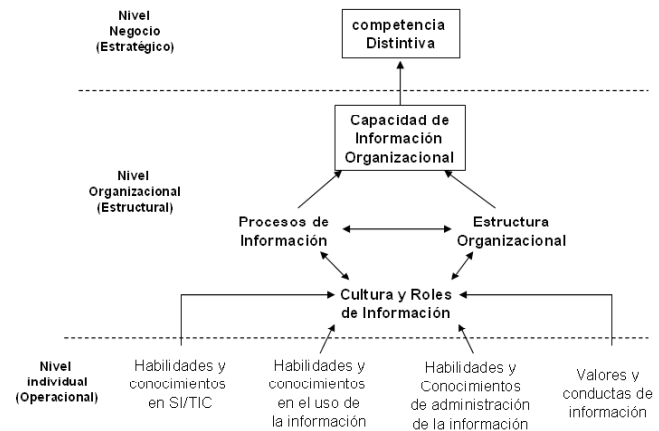 Nivel
Negocio
(Estratégico)
competencia
Distintiva
Capacidad de
Información
Organizacional
Nivel
Organizacional
(Estructural)
Procesos de
Información
Estructura
Organizacional
Cultura y Roles
de Información
Nivel
individual
(Operacional)
Habilidades y
conocimientos
en SI/TIC
Habilidades y
conocimientos
en el uso de
la información
Habilidades y
Conocimientos
de administración
de la información
Valores y
conductas de
información